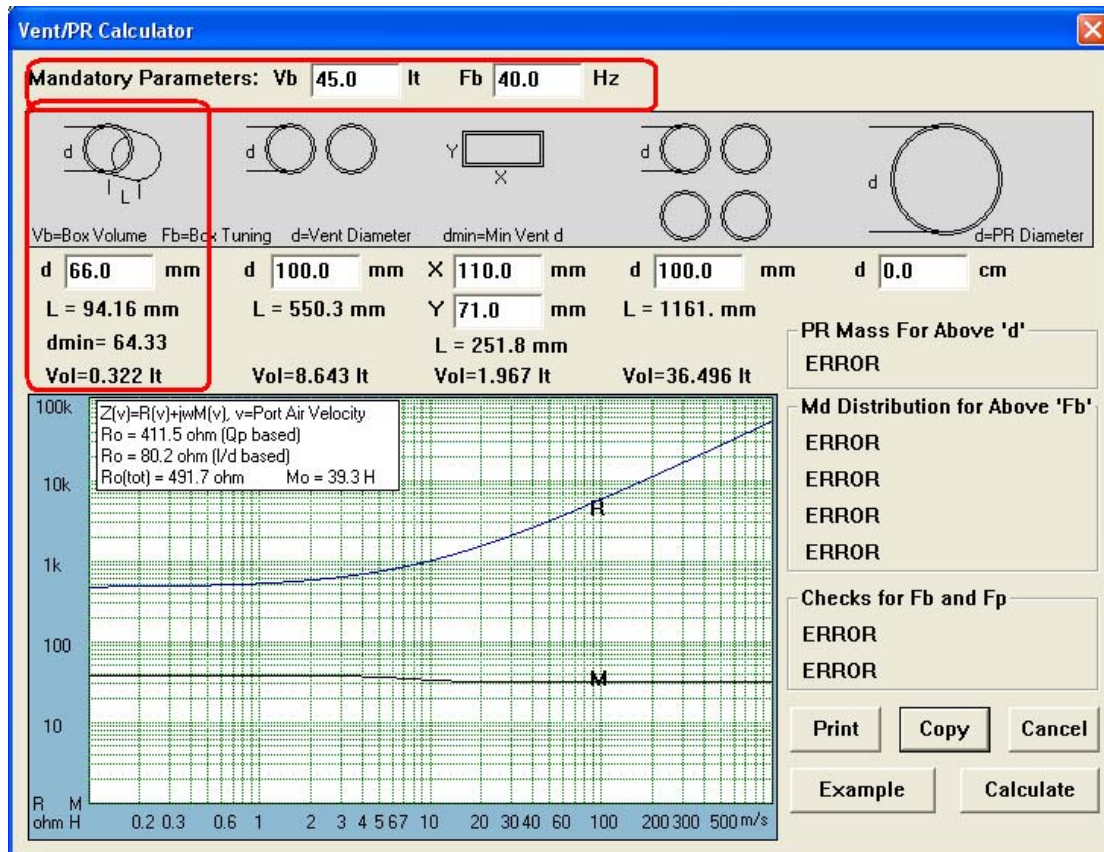 Vent/PR Calculator
Mandatory Parameters: Vb 45.0 lt Fb 40.0 Hz
d
L
d
Y
X
d
d
Vb=Box Volume Fb=Box Tuning d=Vent Diameter dmin=Min Vent d d=PR Diameter
d 66.0 mm d 100.0 mm X 110.0 mm d 100.0 mm d 0.0 cm
L = 94.16 mm L = 550.3 mm Y 71.0 mm L = 1161. mm
dmin= 64.33 L = 251.8 mm
Vol=0.322 lt Vol=8.643 lt Vol=1.967 lt Vol=36.496 lt
PR Mass For Above 'd'
ERROR
Md Distribution for Above 'Fb'
ERROR
ERROR
ERROR
ERROR
Checks for Fb and Fp
ERROR
ERROR
Print Copy Cancel
Example Calculate
Z(v)=R(v)+jwM(v), v=Port Air Velocity
Ro = 411.5 ohm (Qp based)
Ro = 80.2 ohm (l/d based)
Ro(tot) = 491.7 ohm Mo = 39.3 H
100k
10k
1k
100
10
R
M
R M
ohm H 0.2 0.3 0.6 1 2 3 4 5 6 7 10 20 30 40 60 100 200 300 500 m/s